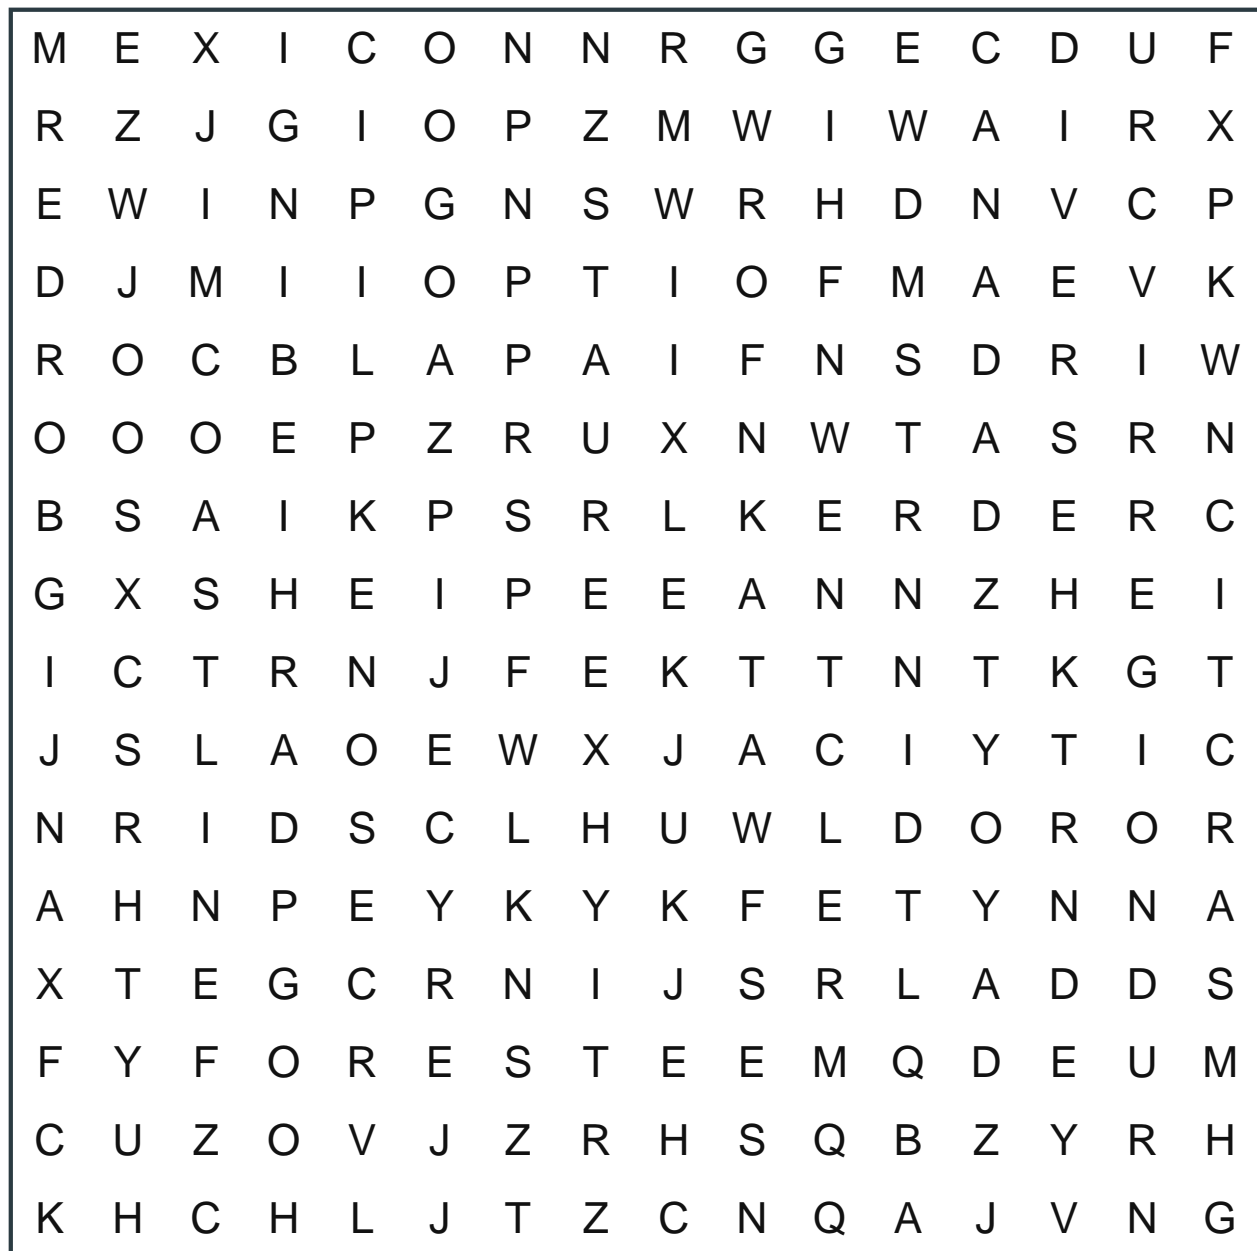 M E X I C O N N R G G E C D U F
R Z J G I O P Z M W I W A I R X
E W I N P G N S W R H D N V C P
D J M I I O P T I O F M A E V K
R O C B L A P A I F N S D R I W
O O O E P Z R U X N W T A S R N
B S A I K P S R L K E R D E R C
G X S H E I P E E A N N Z H E I
I C T R N J F E K T T N T K G T
J S L A O E W X J A C I Y T I C
N R I D S C L H U W L D O R O R
A H N P E Y K Y K F E T Y N N A
X T E G C R N I J S R L A D D S
F Y F O R E S T E E M Q D E U M
C U Z O V J Z R H S Q B Z Y R H
K H C H L J T Z C N Q A J V N G